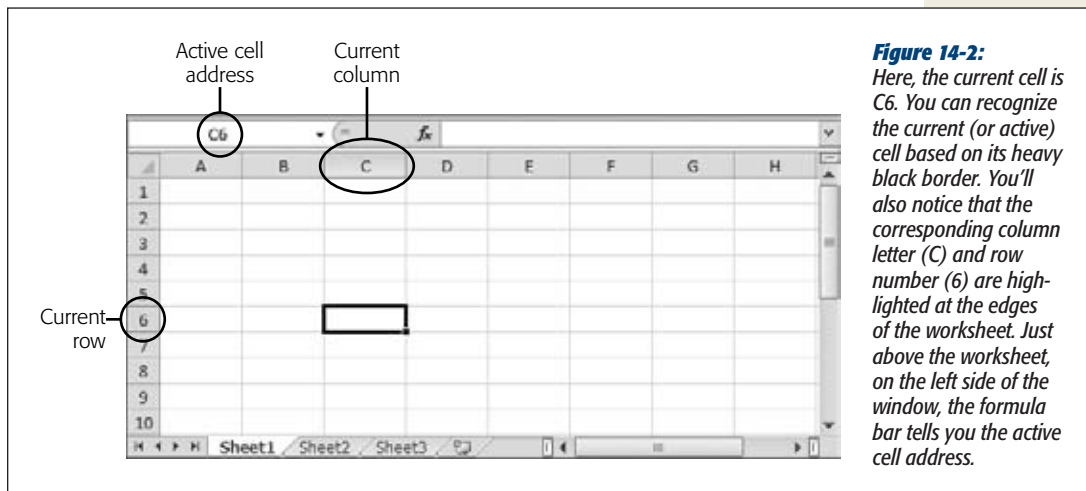 Active cell
address
Current
column
C6 fx
A B C D E F G H
1
2
3
4
5
6
7
8
9
10
Current
row
Sheet1 Sheet2 Sheet3
Figure 14-2:
Here, the current cell is
C6. You can recognize
the current (or active)
cell based on its heavy
black border. You'll
also notice that the
corresponding column
letter (C) and row
number (6) are high-
lighted at the edges
of the worksheet. Just
above the worksheet,
on the left side of the
window, the formula
bar tells you the active
cell address.